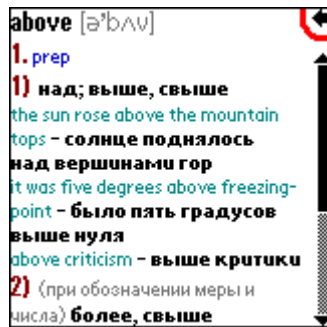 above [ə'bʌv]
1. prep
1) над; выше, свыше
the sun rose above the mountain
tops – солнце поднялось
над вершинами гор
it was five degrees above freezing-
point – было пять градусов
выше нуля
above criticism – выше критики
2) (при обозначении меры и
числа) более, свыше